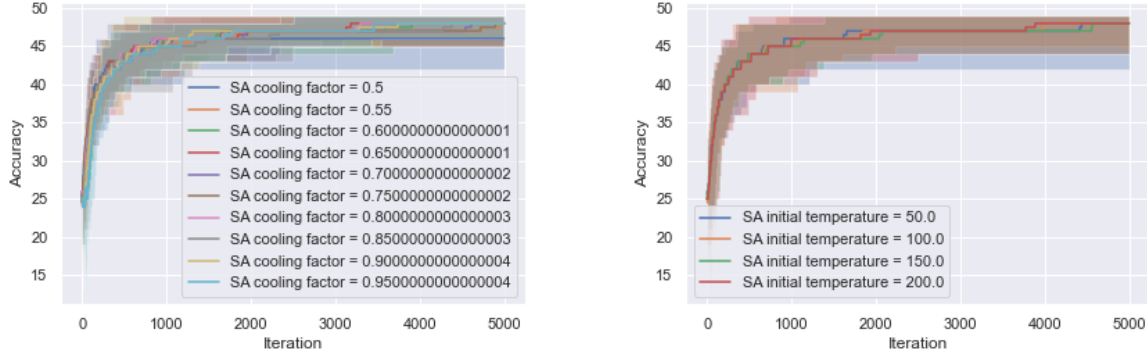 50
45
40
35
30
25
20
15
Accuracy
SA cooling factor = 0.5
SA cooling factor = 0.55
SA cooling factor = 0.6000000000000001
SA cooling factor = 0.6500000000000001
SA cooling factor = 0.7000000000000002
SA cooling factor = 0.7500000000000002
SA cooling factor = 0.8000000000000003
SA cooling factor = 0.8500000000000003
SA cooling factor = 0.9000000000000004
SA cooling factor = 0.9500000000000004
0 1000 2000 3000 4000 5000
Iteration
50
45
40
35
30
25
20
15
Accuracy
SA initial temperature = 50.0
SA initial temperature = 100.0
SA initial temperature = 150.0
SA initial temperature = 200.0
0 1000 2000 3000 4000 5000
Iteration